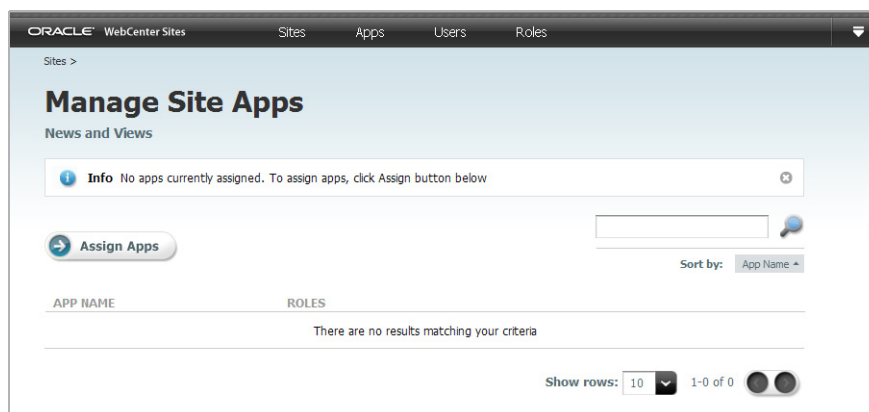 ORACLE® WebCenter Sites Sites Apps Users Roles
Sites >
Manage Site Apps
News and Views
Info No apps currently assigned. To assign apps, click Assign button below
Assign Apps
Sort by: App Name
APP NAME ROLES
There are no results matching your criteria
Show rows: 10 1-0 of 0